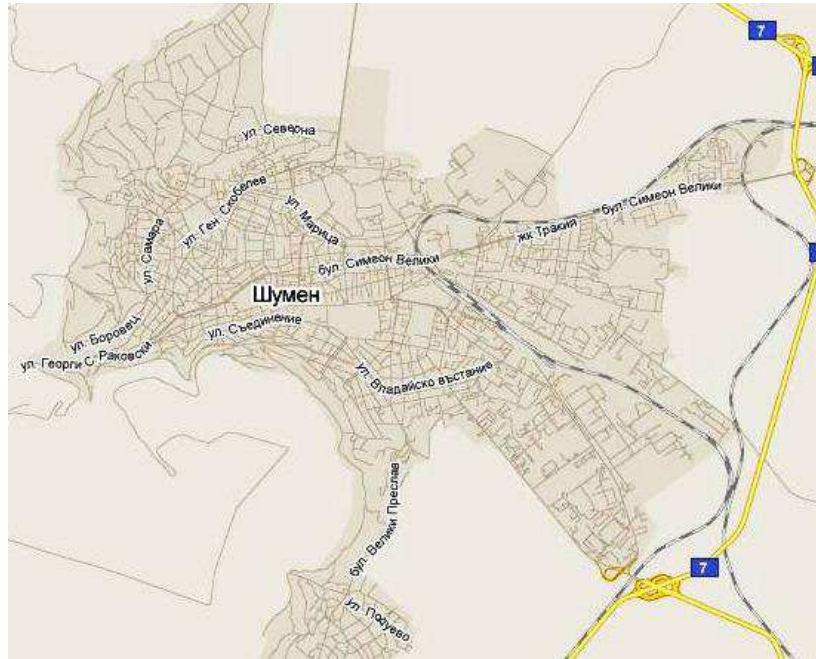 7
ул. Северна
ул. Ген. Скобелев
ул. Марица
бул. Симеон Велики
жк Тракия
ул. Самара
бул. Симеон Велики
Шумен
ул. Съединение
ул. Боровец
ул. Георги С. Раковски
ул. Владайско въстание
бул. Велики Преслав
7
ул. Подуево